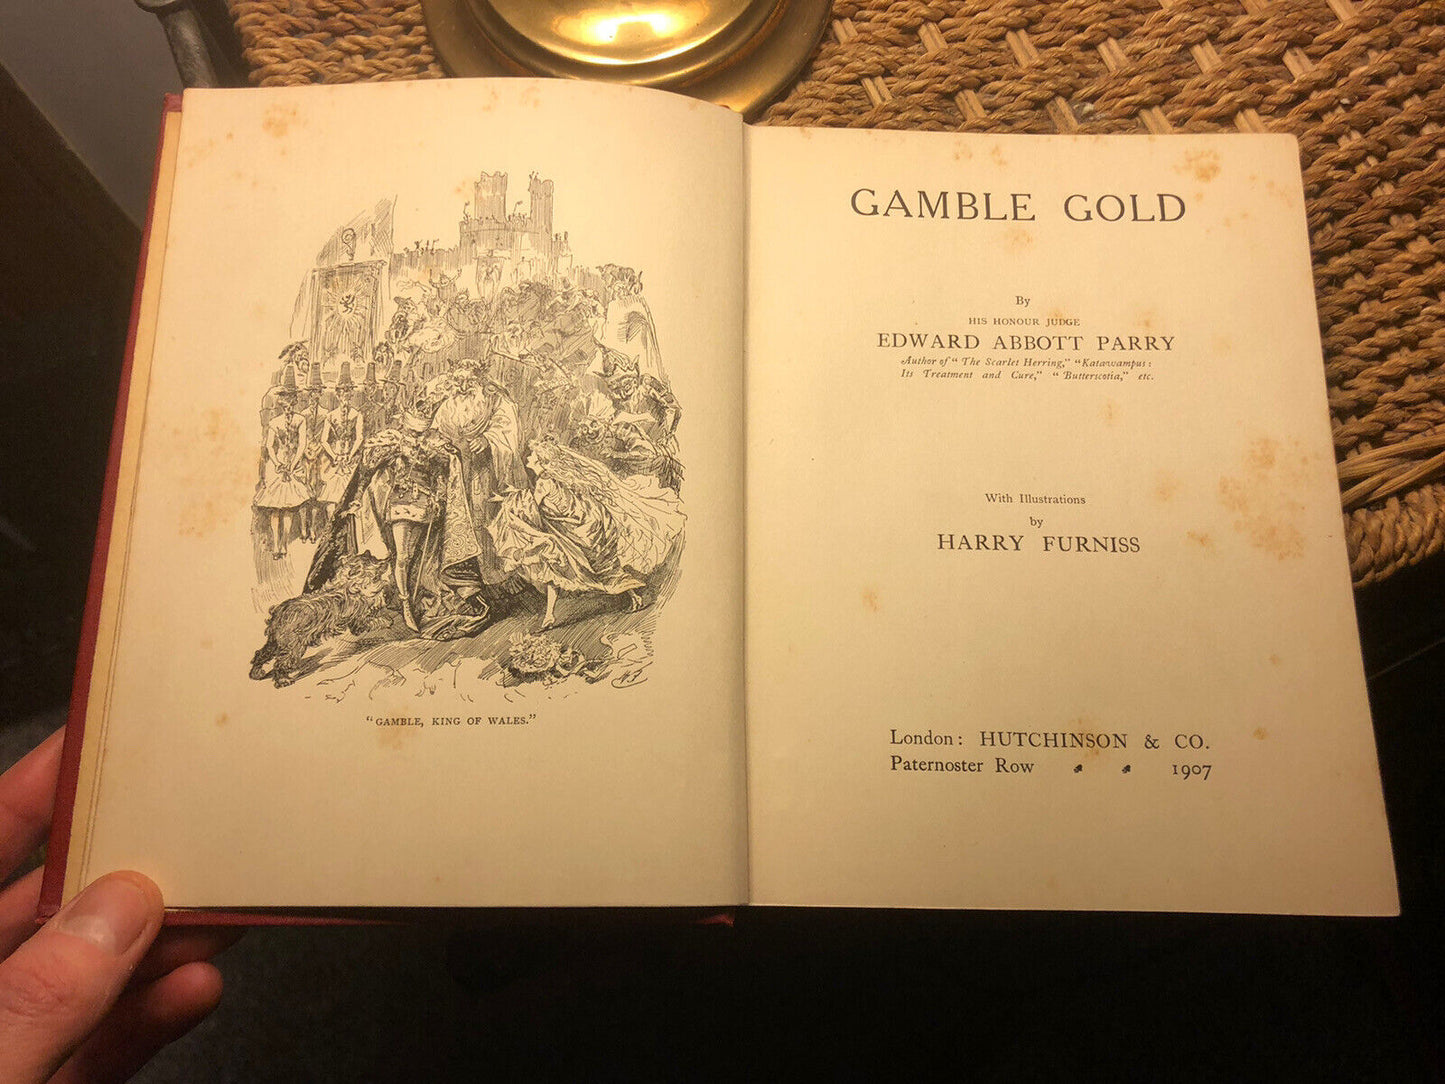 "GAMBLE, KING OF WALES."
GAMBLE GOLD
By
HIS HONOUR JUDGE
EDWARD ABBOTT PARRY
Author of "The Scarlet Herring," "Katawampus:
Its Treatment and Cure," "Butterscotia," etc.
With Illustrations
by
HARRY FURNISS
London: HUTCHINSON & CO.
Paternoster Row 1907